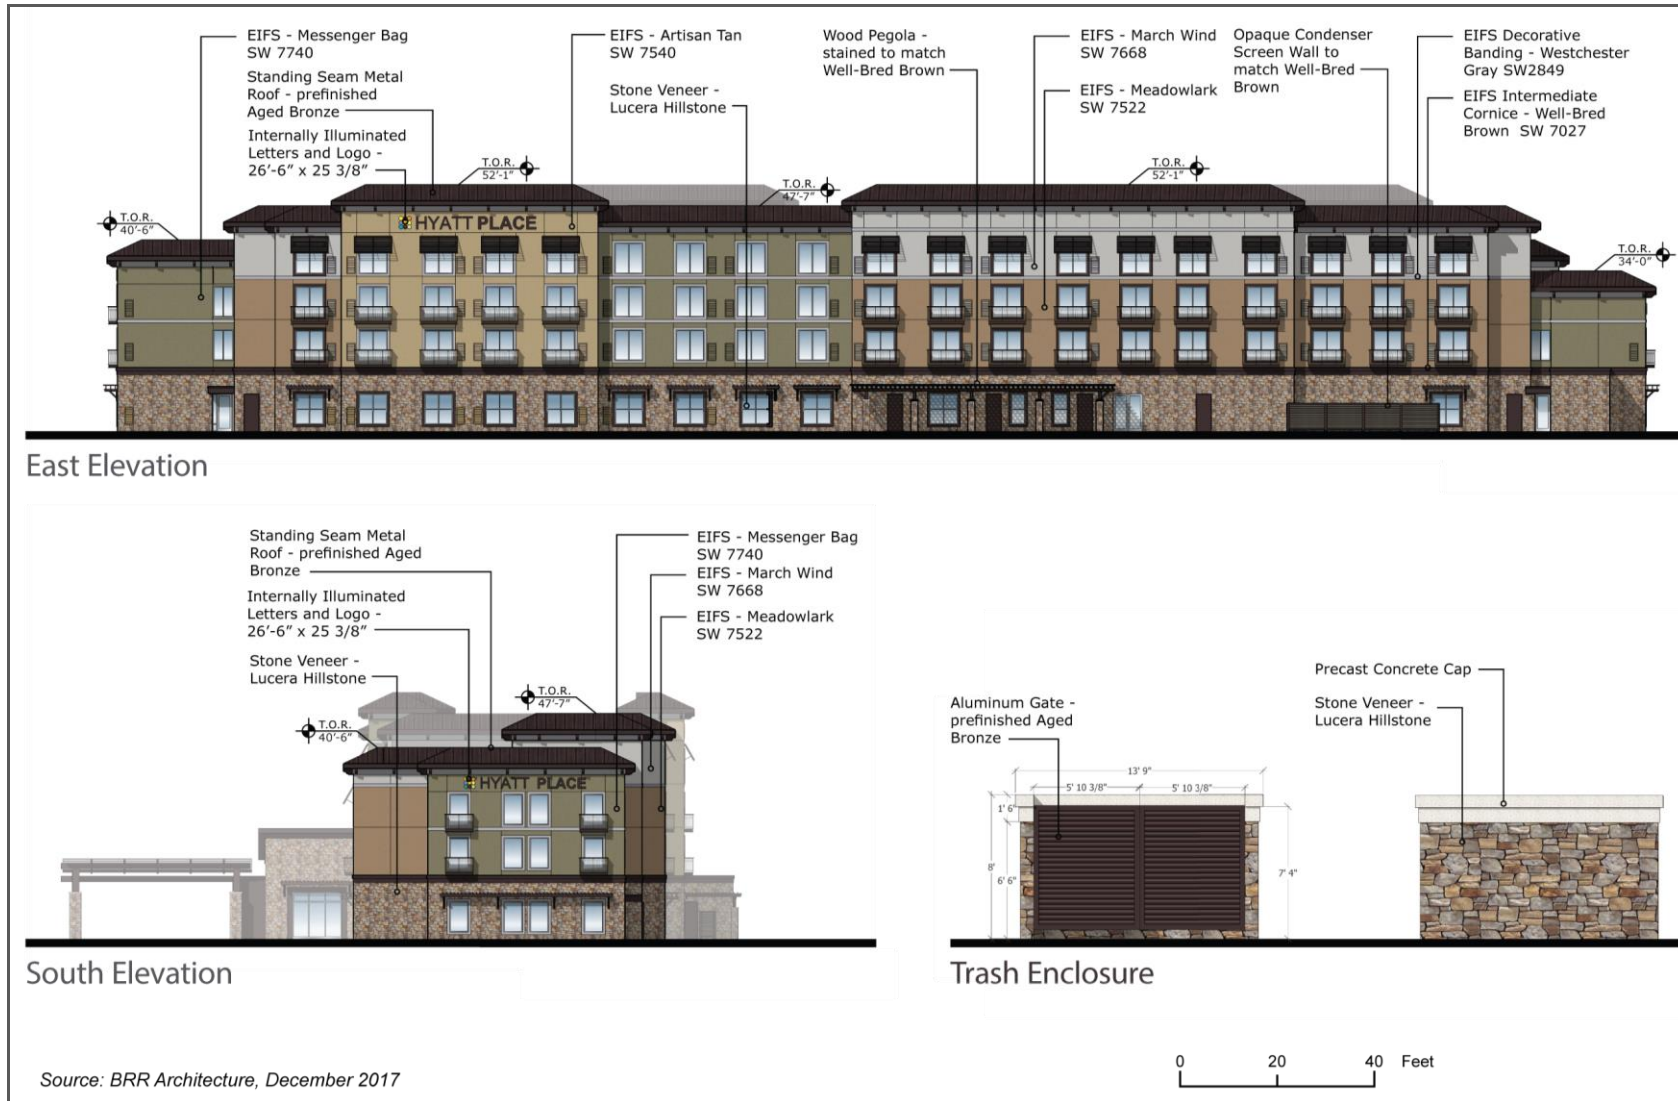 EIFS - Messenger Bag
SW 7740
Standing Seam Metal
Roof - prefinished
Aged Bronze
Internally Illuminated
Letters and Logo -
26'-6" x 25 3/8"
EIFS - Artisan Tan
SW 7540
Stone Veneer -
Lucera Hillstone
Wood Pegola -
stained to match
Well-Bred Brown
EIFS - March Wind
SW 7668
EIFS - Meadowlark
SW 7522
Opaque Condenser
Screen Wall to
match Well-Bred
Brown
EIFS Decorative
Banding - Westchester
Gray SW2849
EIFS Intermediate
Cornice - Well-Bred
Brown SW 7027
T.O.R.
40'-6"
T.O.R.
52'-1"
T.O.R.
47'-7"
T.O.R.
52'-1"
T.O.R.
34'-0"
HYATT PLACE
East Elevation
Standing Seam Metal
Roof - prefinished Aged
Bronze
Internally Illuminated
Letters and Logo -
26'-6" x 25 3/8"
Stone Veneer -
Lucera Hillstone
EIFS - Messenger Bag
SW 7740
EIFS - March Wind
SW 7668
EIFS - Meadowlark
SW 7522
T.O.R.
47'-7"
T.O.R.
40'-6"
HYATT PLACE
South Elevation
Aluminum Gate -
prefinished Aged
Bronze
Precast Concrete Cap
Stone Veneer -
Lucera Hillstone
13' 9"
5' 10 3/8"
5' 10 3/8"
1' 6"
8'
6' 6"
7' 4"
Trash Enclosure
Source: BRR Architecture, December 2017
0 20 40 Feet